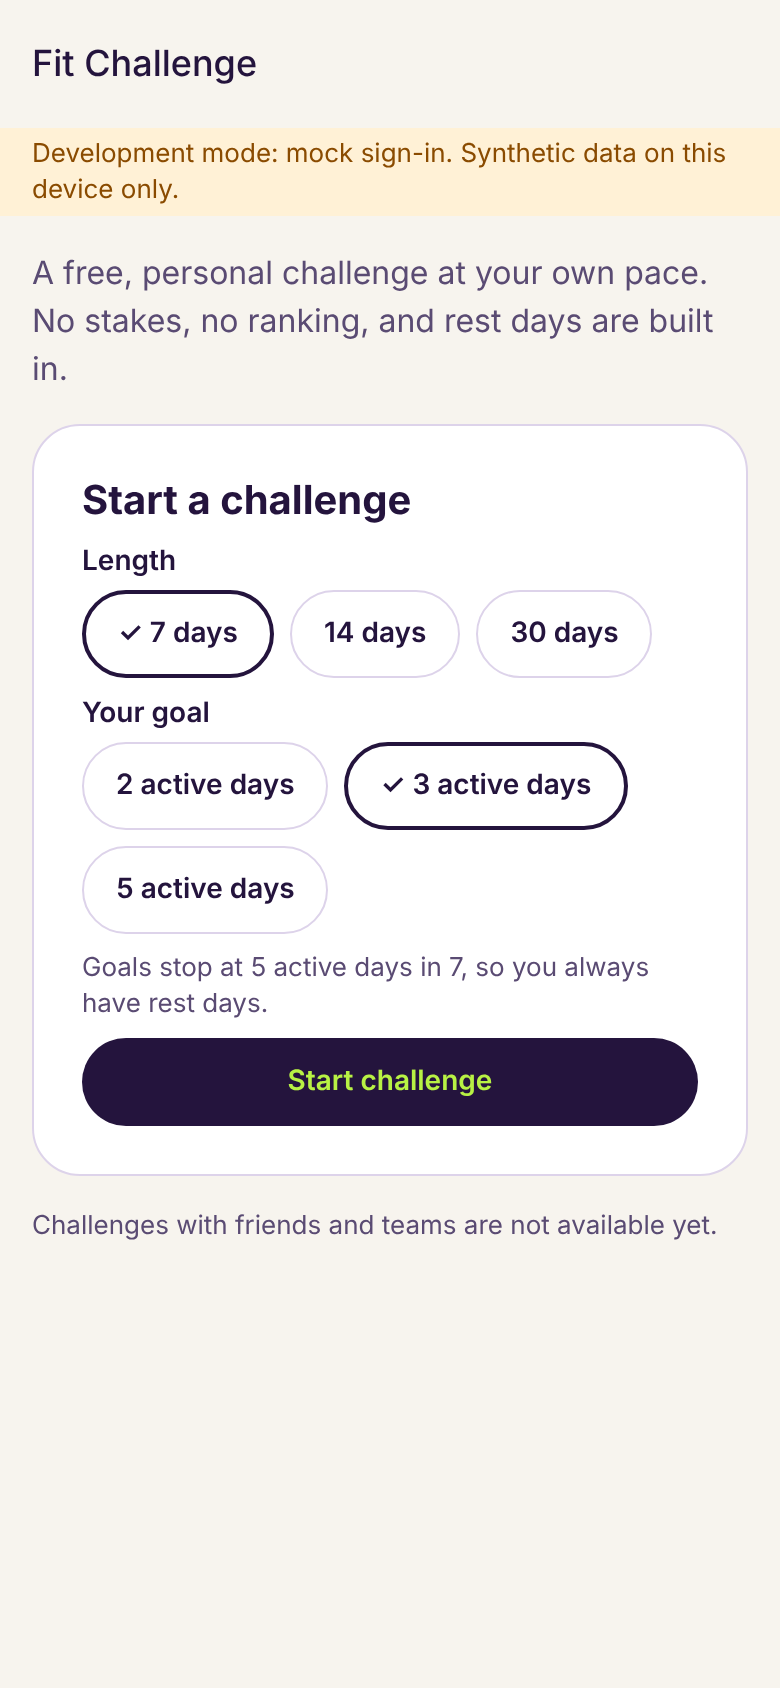 Fit Challenge
Development mode: mock sign-in. Synthetic data on this
device only.
A free, personal challenge at your own pace.
No stakes, no ranking, and rest days are built
in.
Start a challenge
Length
✓ 7 days
14 days
30 days
Your goal
2 active days
✓ 3 active days
5 active days
Goals stop at 5 active days in 7, so you always
have rest days.
Start challenge
Challenges with friends and teams are not available yet.